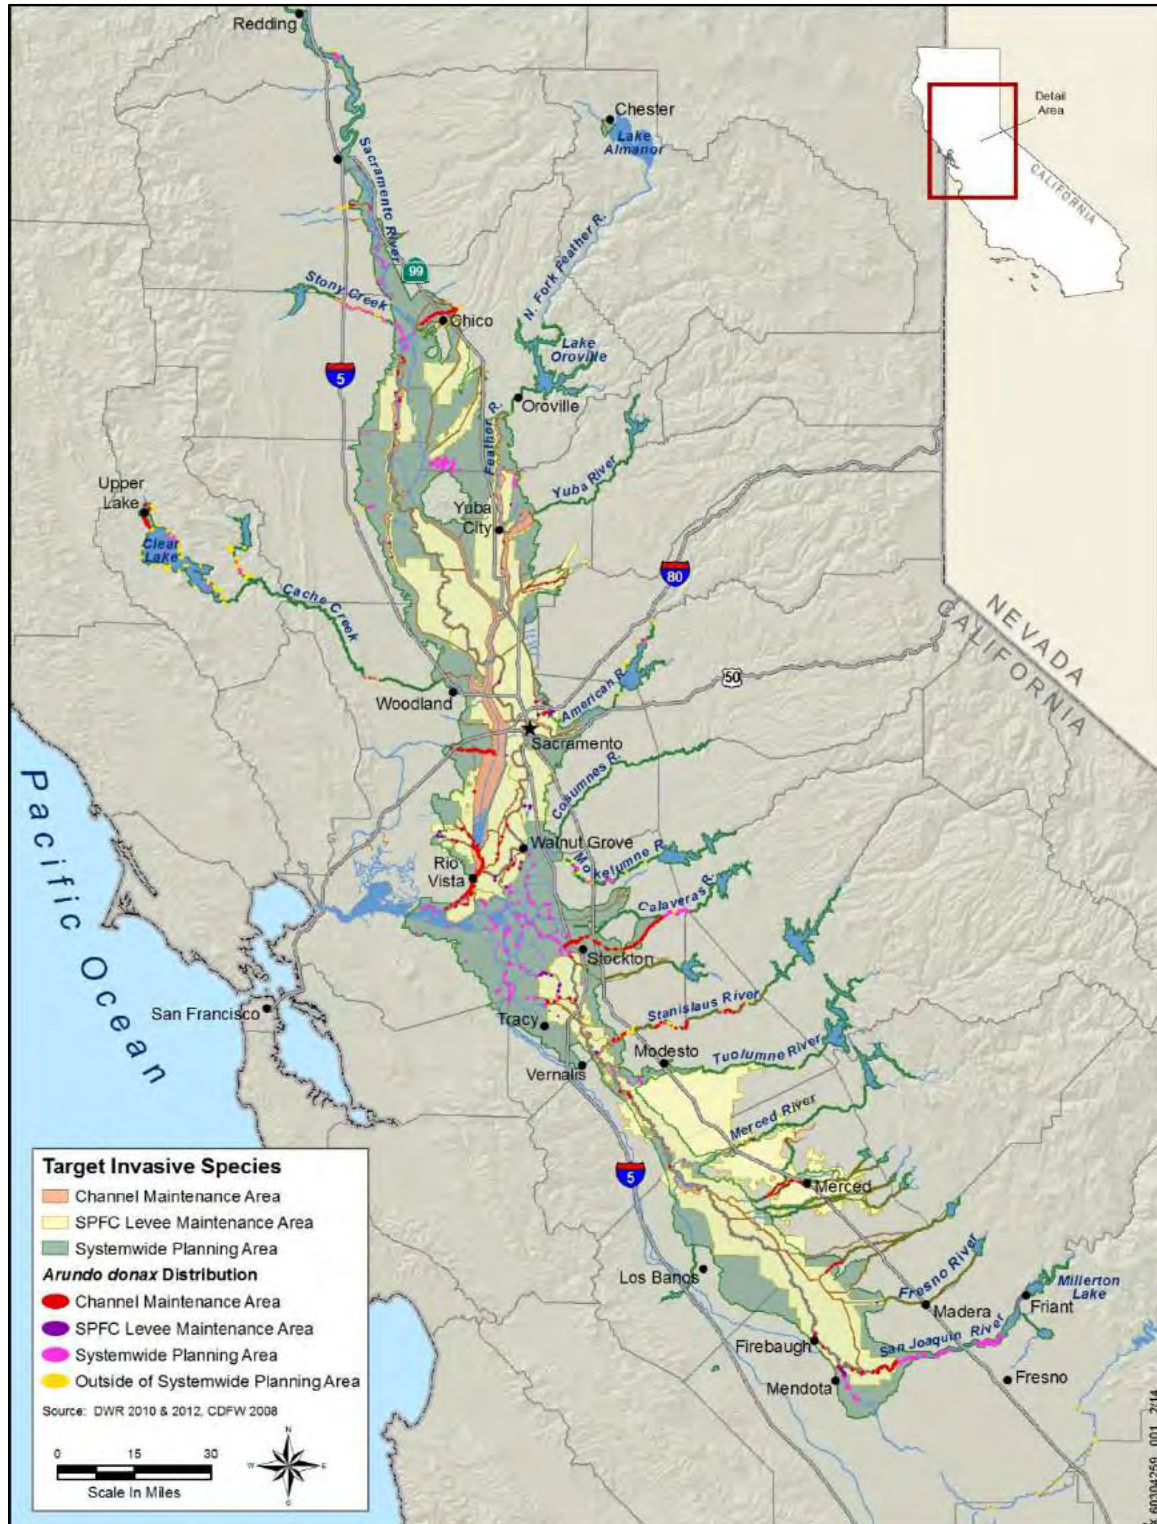 Redding
Chester
Lake
Almanor
Detail
Area
CALIFORNIA
Sacramento River
N. Fork Feather R.
99
Stony Creek
Chico
Lake
Oroville
5
Oroville
Feather R.
Upper
Lake
Yuba River
Yuba
City
Clear
Lake
80
Cache Creek
NEVADA
CALIFORNIA
50
American R.
Woodland
Sacramento
Cosumnes R.
Pacific Ocean
Walnut Grove
Rio
Vista
Mokelumne R.
Calaveras R.
Stockton
San Francisco
Stanislaus River
Tracy
Modesto
Tuolumne River
Vernalis
Merced River
5
Merced
Los Banos
Fresno River
Millerton
Lake
Madera
Friant
San Joaquin River
Firebaugh
Mendota
Fresno
Target Invasive Species
Channel Maintenance Area
SPFC Levee Maintenance Area
Systemwide Planning Area
Arundo donax Distribution
Channel Maintenance Area
SPFC Levee Maintenance Area
Systemwide Planning Area
Outside of Systemwide Planning Area
Source: DWR 2010 & 2012, CDFW 2008
0 15 30
Scale In Miles
N
W E
S
X 60304259_001 2/14